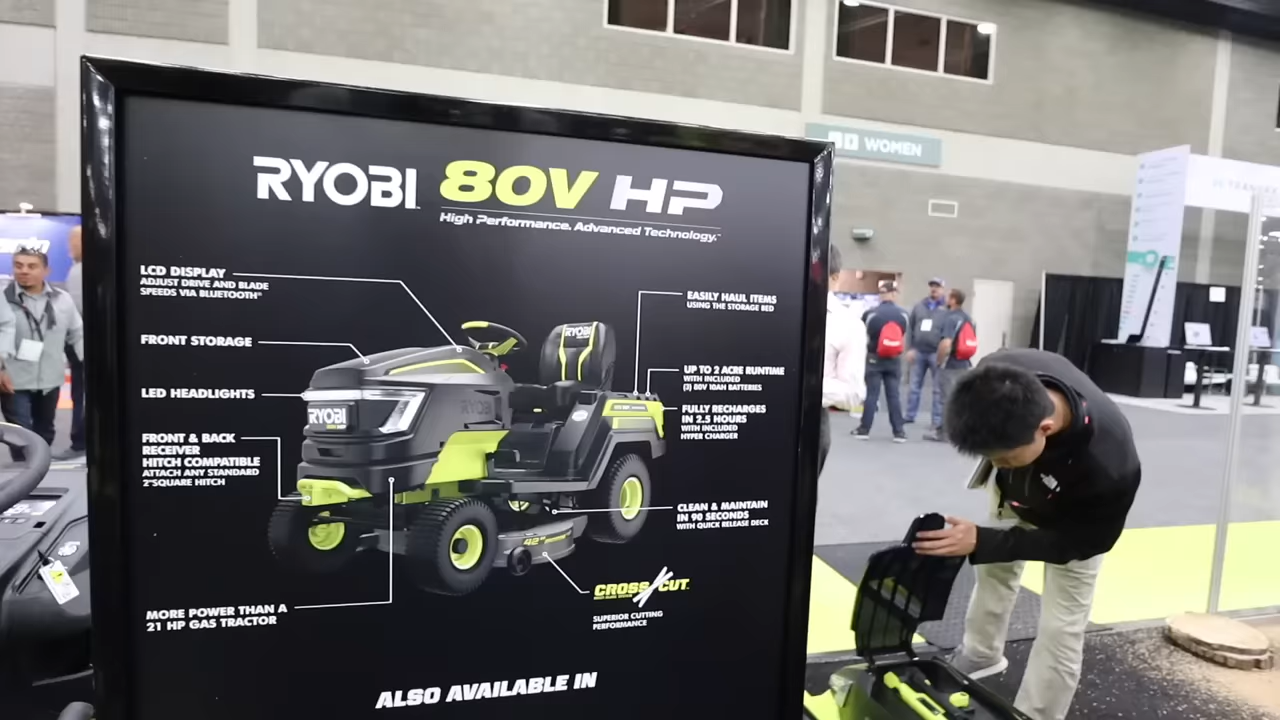 RYOBI 80V HP
High Performance. Advanced Technology.™
LCD DISPLAY
ADJUST DRIVE AND BLADE
SPEEDS VIA BLUETOOTH®
FRONT STORAGE
LED HEADLIGHTS
FRONT & BACK
RECEIVER
HITCH COMPATIBLE
ATTACH ANY STANDARD
2"SQUARE HITCH
MORE POWER THAN A
21 HP GAS TRACTOR
EASILY HAUL ITEMS
USING THE STORAGE BED
UP TO 2 ACRE RUNTIME
WITH INCLUDED
(3) 80V 10AH BATTERIES
FULLY RECHARGES
IN 2.5 HOURS
WITH INCLUDED
HYPER CHARGER
CLEAN & MAINTAIN
IN 90 SECONDS
WITH QUICK RELEASE DECK
CROSS CUT
SUPERIOR CUTTING
PERFORMANCE
RYOBI
RYOBI
RYOBI
42"
ALSO AVAILABLE IN
WOMEN